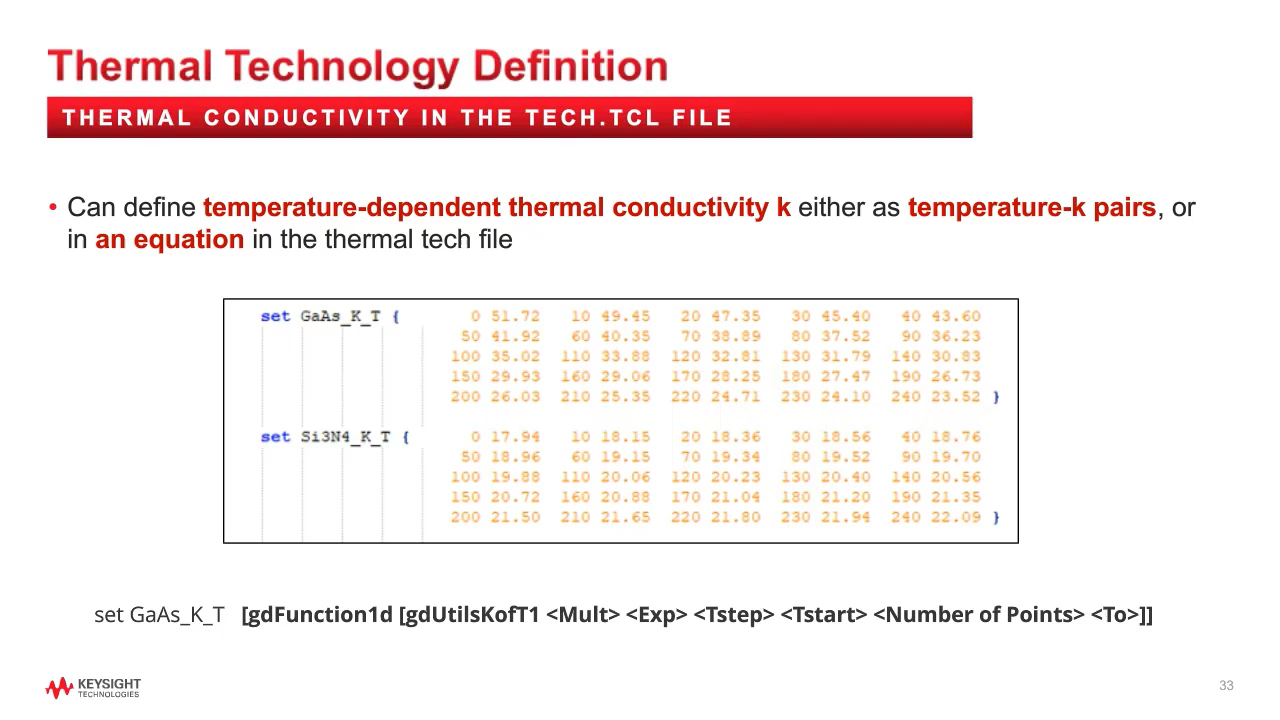 Thermal Technology Definition
THERMAL CONDUCTIVITY IN THE TECH.TCL FILE
• Can define temperature-dependent thermal conductivity k either as temperature-k pairs, or
in an equation in the thermal tech file
set GaAs_K_T { 0 51.72 10 49.45 20 47.35 30 45.40 40 43.60
50 41.92 60 40.35 70 38.89 80 37.52 90 36.23
100 35.02 110 33.88 120 32.81 130 31.79 140 30.83
150 29.93 160 29.06 170 28.25 180 27.47 190 26.73
200 26.03 210 25.35 220 24.71 230 24.10 240 23.52 }
set Si3N4_K_T { 0 17.94 10 18.15 20 18.36 30 18.56 40 18.76
50 18.96 60 19.15 70 19.34 80 19.52 90 19.70
100 19.88 110 20.06 120 20.23 130 20.40 140 20.56
150 20.72 160 20.88 170 21.04 180 21.20 190 21.35
200 21.50 210 21.65 220 21.80 230 21.94 240 22.09 }
set GaAs_K_T [gdFunction1d [gdUtilsKofT1 <Mult> <Exp> <Tstep> <Tstart> <Number of Points> <To>]]
KEYSIGHT
TECHNOLOGIES
33